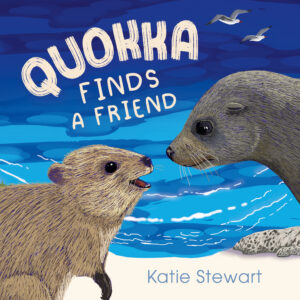 QUOKKA
FINDS
A FRIEND
Katie Stewart